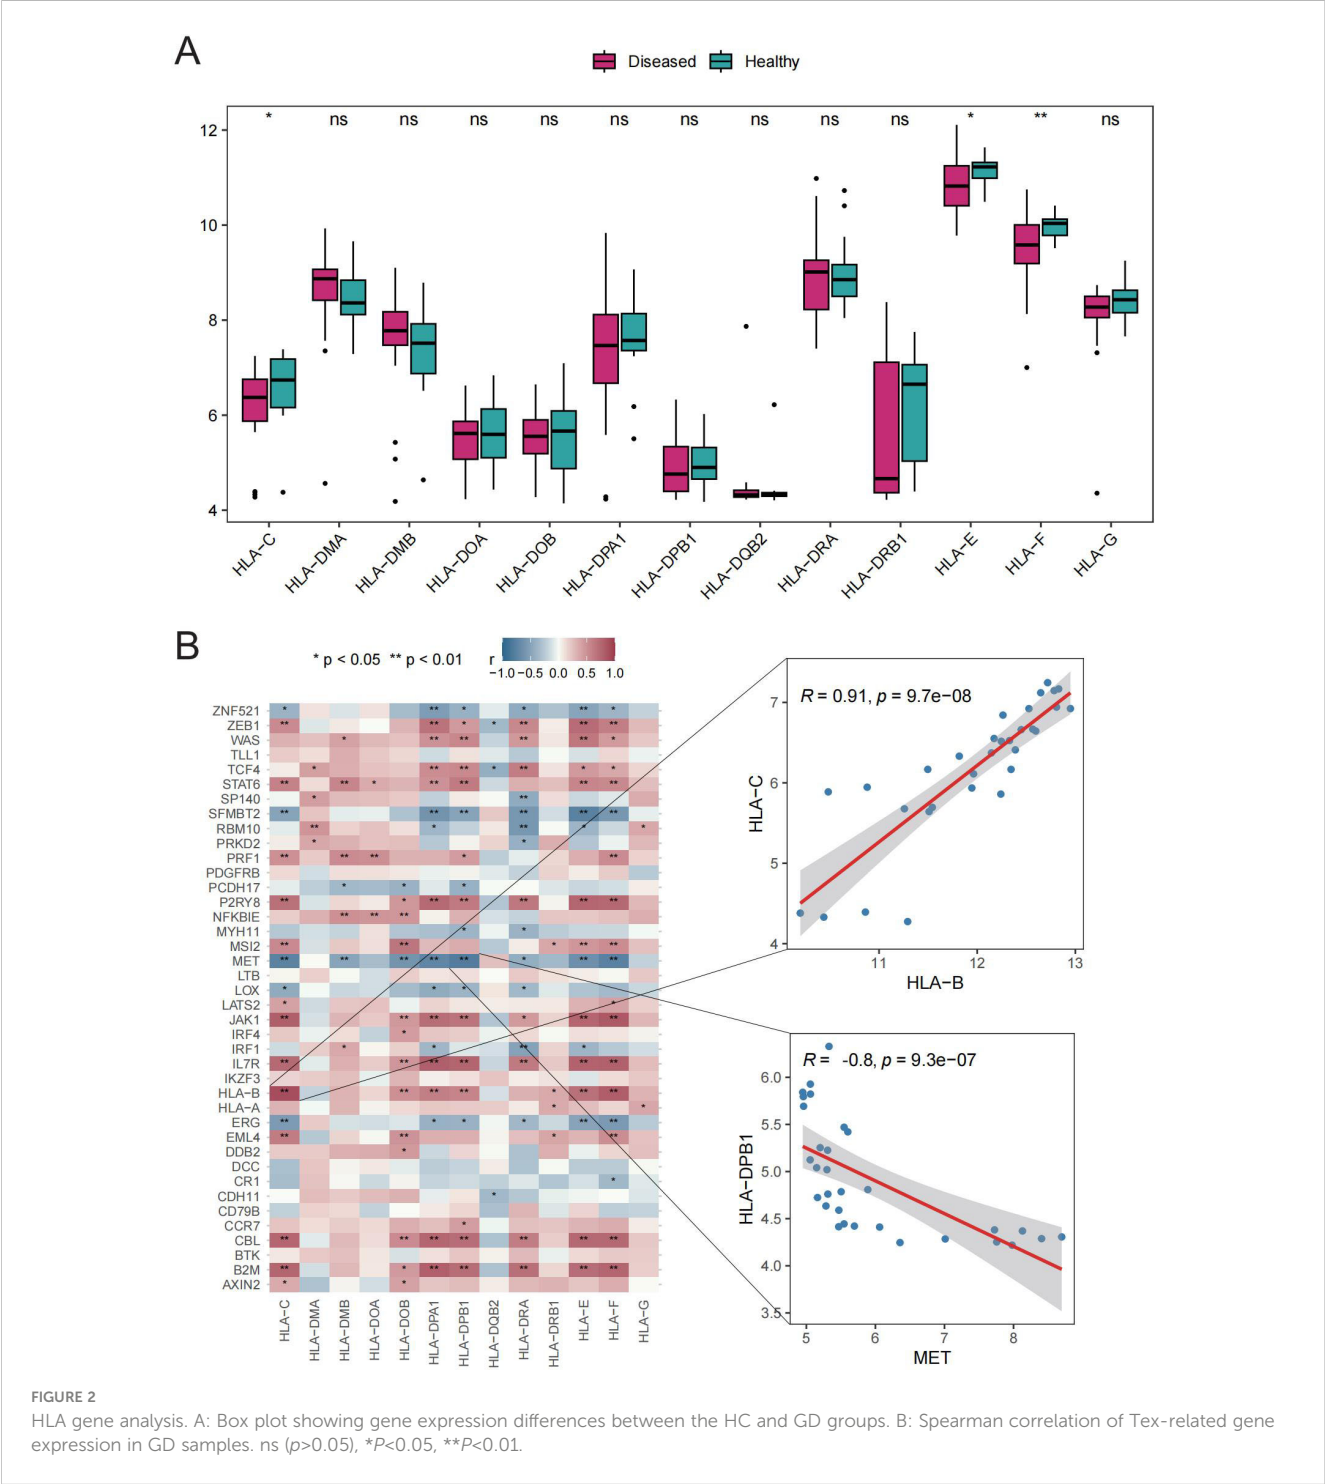 A
Diseased Healthy
* ns ns ns ns ns ns ns ns ns * ** ns
12
10
8
6
4
HLA−C HLA−DMA HLA−DMB HLA−DOA HLA−DOB HLA−DPA1 HLA−DPB1 HLA−DQB2 HLA−DRA HLA−DRB1 HLA−E HLA−F HLA−G
B
* p < 0.05 ** p < 0.01
r
−1.0 −0.5 0.0 0.5 1.0
ZNF521
ZEB1
WAS
TLL1
TCF4
STAT6
SP140
SFMBT2
RBM10
PRKD2
PRF1
PDGFRB
PCDH17
P2RY8
NFKBIE
MYH11
MSI2
MET
LTB
LOX
LATS2
JAK1
IRF4
IRF1
IL7R
IKZF3
HLA−B
HLA−A
ERG
EML4
DDB2
DCC
CR1
CDH11
CD79B
CCR7
CBL
BTK
B2M
AXIN2
HLA−C HLA−DMA HLA−DMB HLA−DOA HLA−DOB HLA−DPA1 HLA−DPB1 HLA−DQB2 HLA−DRA HLA−DRB1 HLA−E HLA−F HLA−G
R = 0.91, p = 9.7e−08
HLA−C
7
6
5
4
11 12 13
HLA−B
R = -0.8, p = 9.3e−07
HLA−DPB1
6.0
5.5
5.0
4.5
4.0
3.5
5 6 7 8
MET
FIGURE 2
HLA gene analysis. A: Box plot showing gene expression differences between the HC and GD groups. B: Spearman correlation of Tex-related gene
expression in GD samples. ns (p>0.05), *P<0.05, **P<0.01.